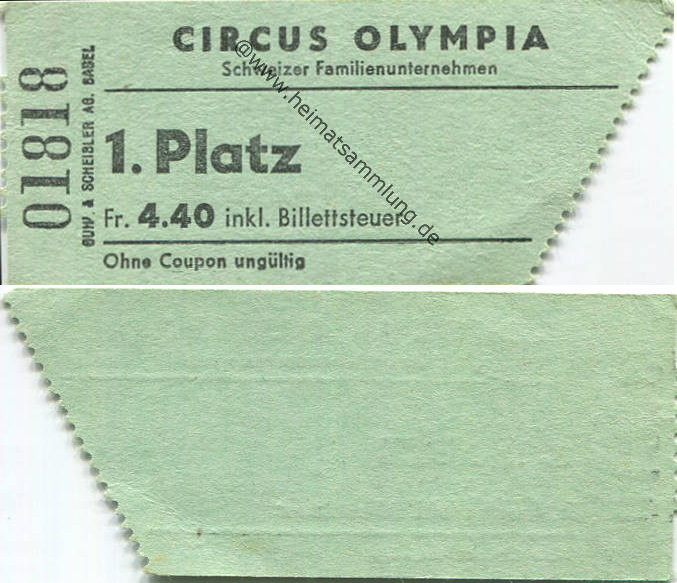 CIRCUS OLYMPIA
Schweizer Familienunternehmen
1. Platz
Fr. 4.40 inkl. Billettsteuer
Ohne Coupon ungültig
01818
& SCHEIBLER AG. BASEL
@www.heimatsammlung.de